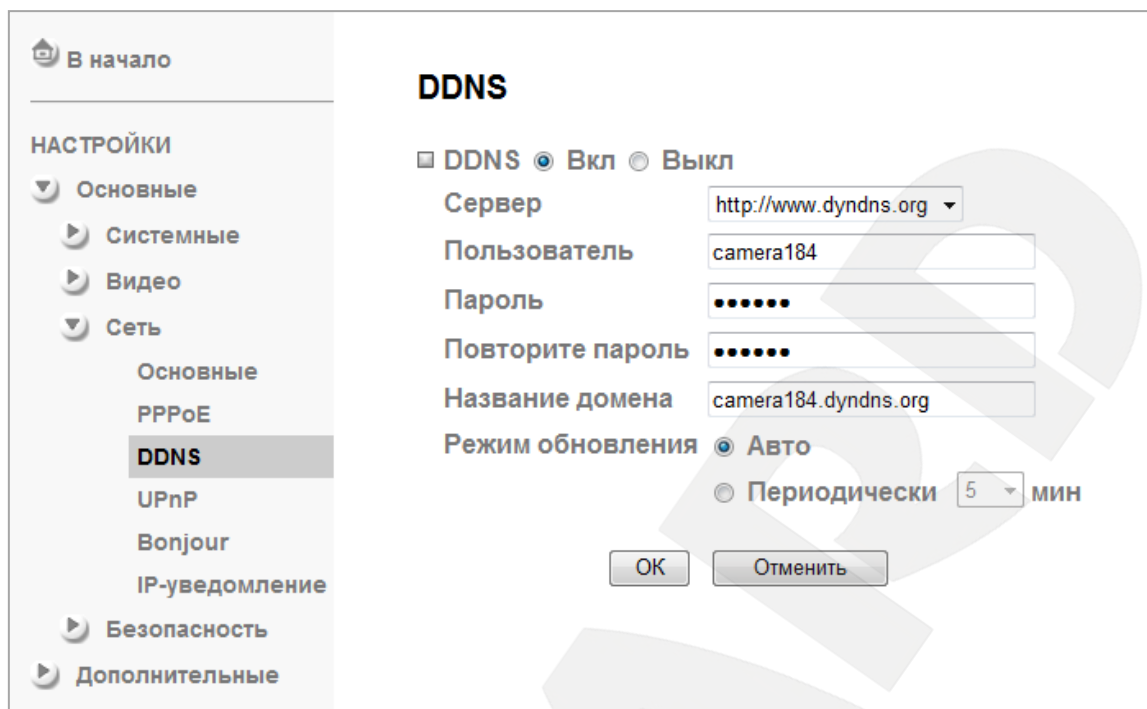 В начало
НАСТРОЙКИ
Основные
Системные
Видео
Сеть
Основные
PPPoE
DDNS
UPnP
Bonjour
IP-уведомление
Безопасность
Дополнительные
DDNS
DDNS Вкл Выкл
Сервер http://www.dyndns.org
Пользователь camera184
Пароль ••••••
Повторите пароль ••••••
Название домена camera184.dyndns.org
Режим обновления Авто
Периодически 5 мин
OK Отменить